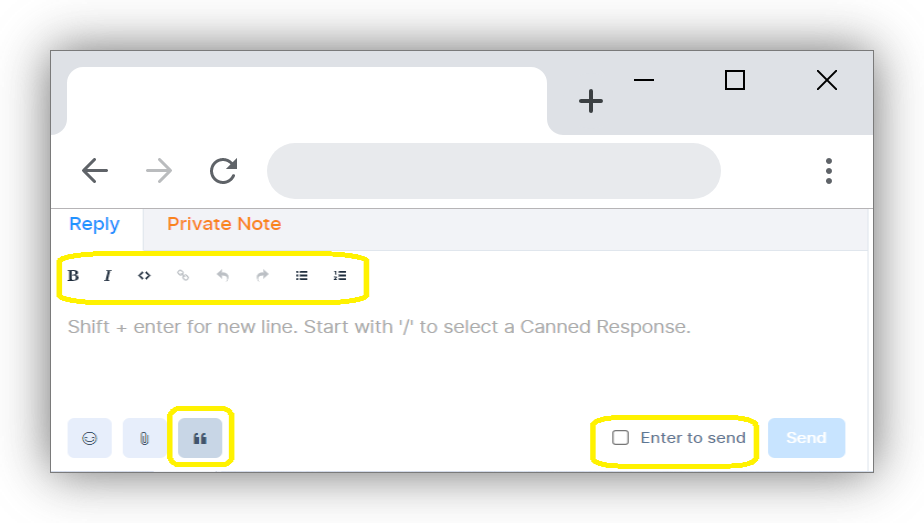 Reply Private Note
B I <>
Shift + enter for new line. Start with '/' to select a Canned Response.
Enter to send Send